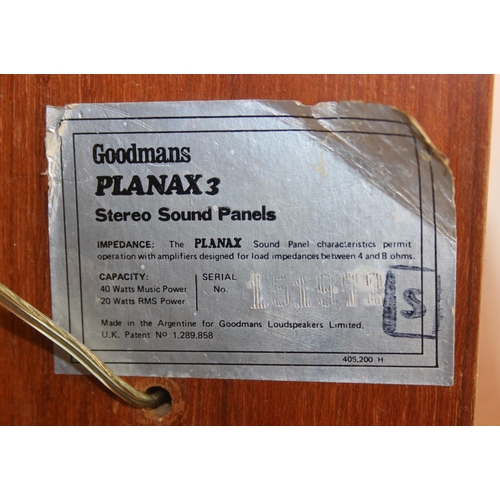 Goodmans
PLANAX 3
Stereo Sound Panels
IMPEDANCE: The PLANAX Sound Panel characteristics permit
operation with amplifiers designed for load impedances between 4 and 8 ohms.
CAPACITY:
40 Watts Music Power
20 Watts RMS Power
SERIAL
No.
S
Made in the Argentine for Goodmans Loudspeakers Limited.
U.K. Patent Nº 1,289,858
405,200 H